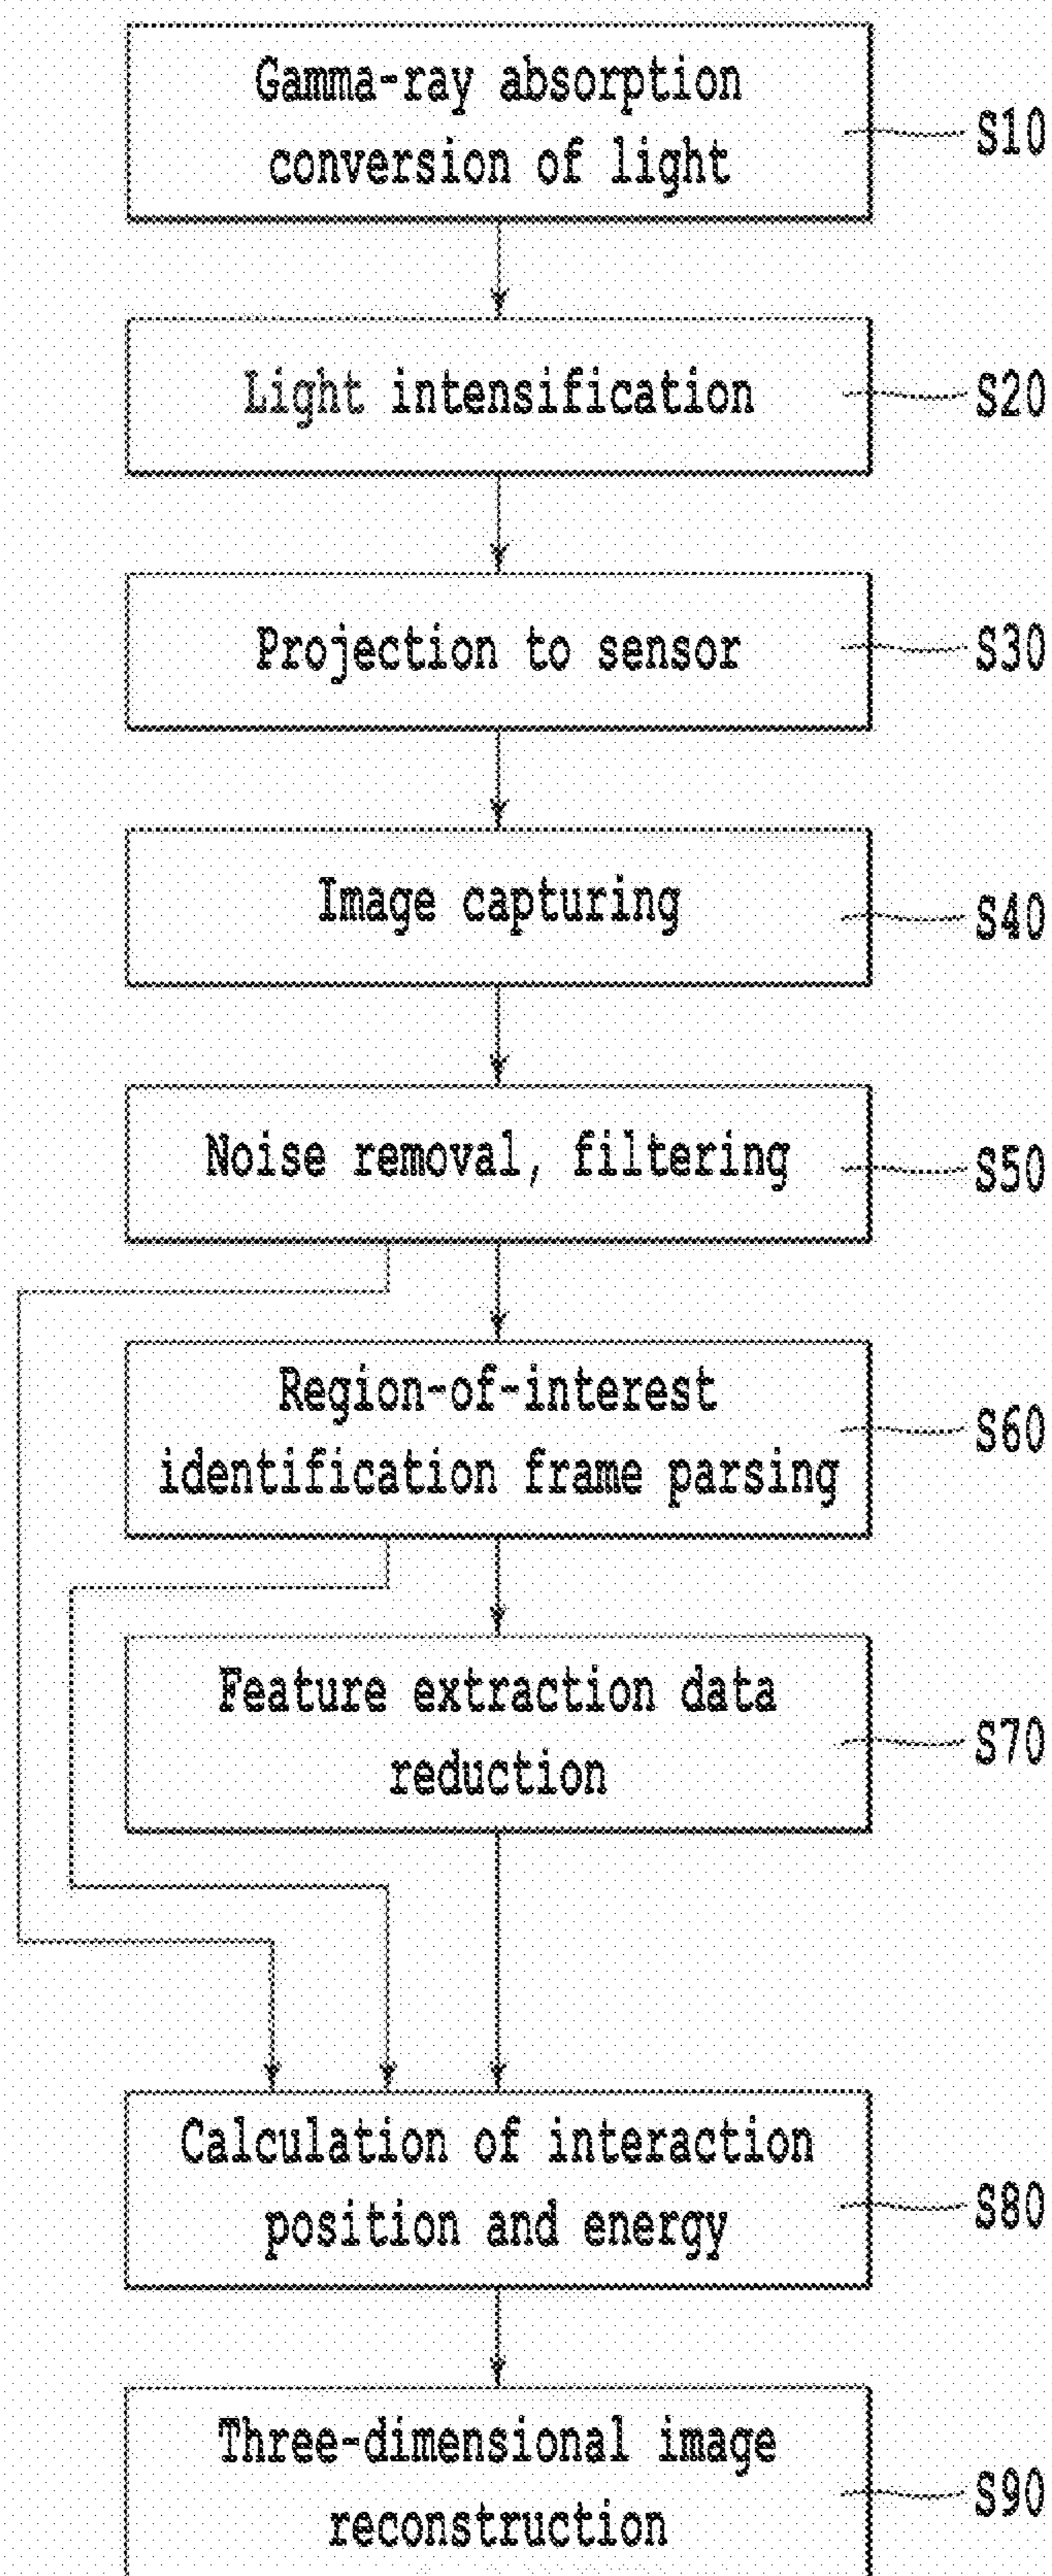 Gamma-ray absorption
conversion of light
S10
Light intensification
S20
Projection to sensor
S30
Image capturing
S40
Noise removal, filtering
S50
Region-of-interest
identification frame parsing
S60
Feature extraction data
reduction
S70
Calculation of interaction
position and energy
S80
Three-dimensional image
reconstruction
S90